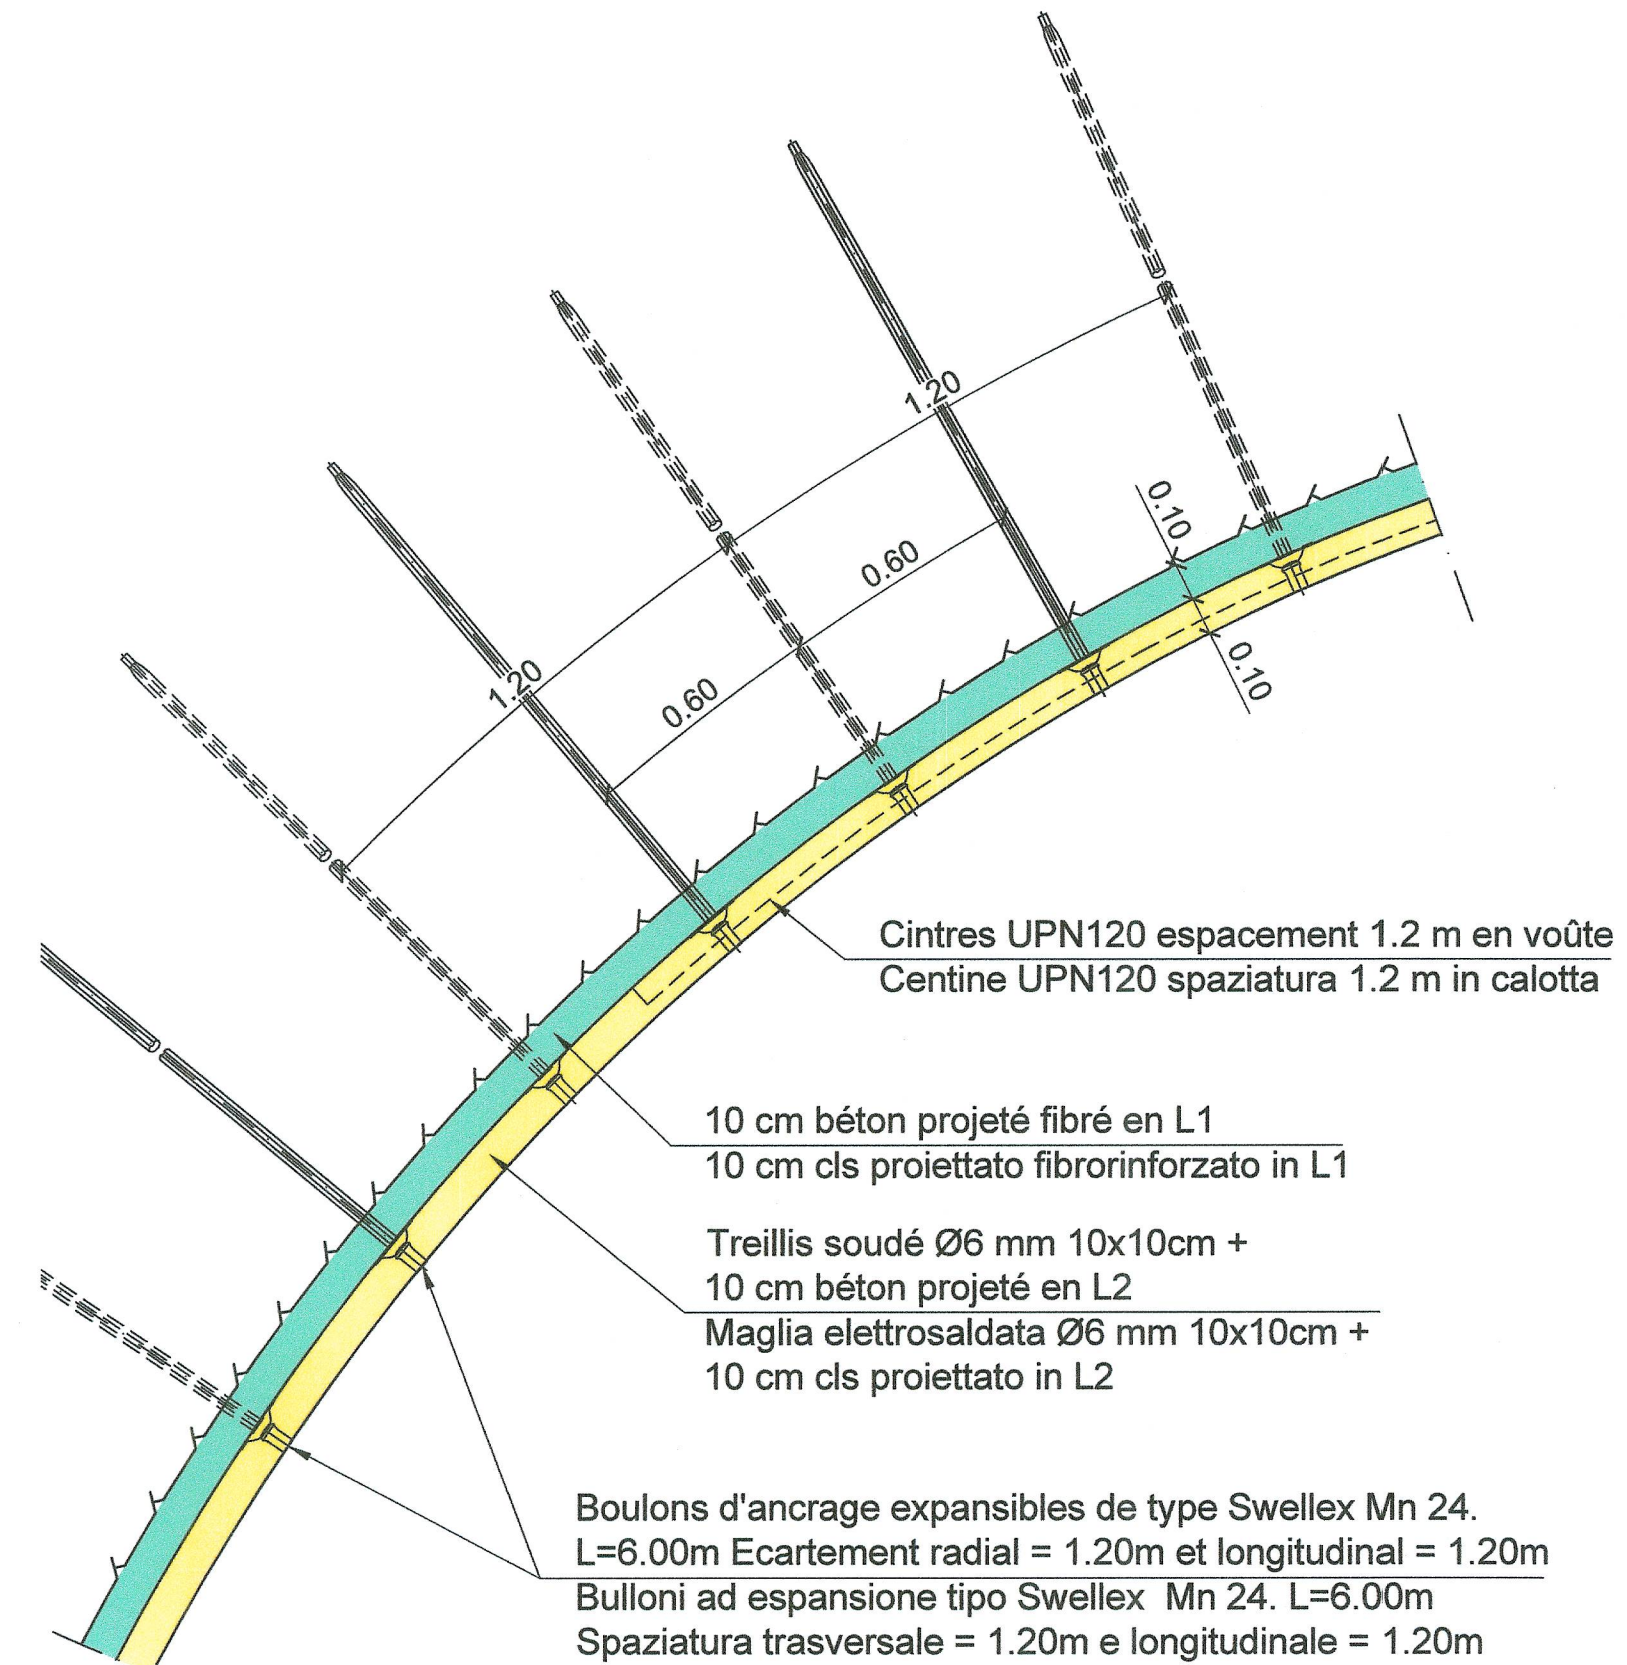 1.20
0.10
0.60
1.20
0.60
0.10
Cintres UPN120 espacement 1.2 m en voûte
Centine UPN120 spaziatura 1.2 m in calotta
10 cm béton projeté fibré en L1
10 cm cls proiettato fibrorinforzato in L1
Treillis soudé Ø6 mm 10x10cm +
10 cm béton projeté en L2
Maglia elettrosaldata Ø6 mm 10x10cm +
10 cm cls proiettato in L2
Boulons d'ancrage expansibles de type Swellex Mn 24.
L=6.00m Ecartement radial = 1.20m et longitudinal = 1.20m
Bulloni ad espansione tipo Swellex Mn 24. L=6.00m
Spaziatura trasversale = 1.20m e longitudinale = 1.20m